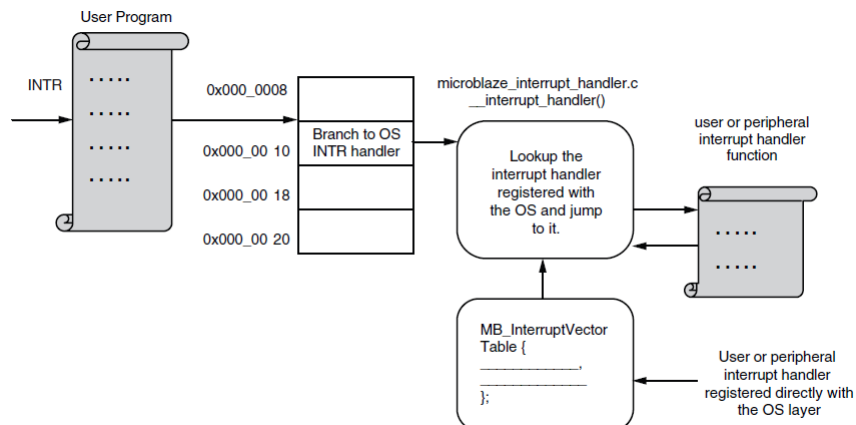 User Program
INTR
.....
.....
.....
.....
0x000_0008
0x000_00 10
0x000_00 18
0x000_00 20
Branch to OS
INTR handler
microblaze_interrupt_handler.c
__interrupt_handler()
Lookup the
interrupt handler
registered with
the OS and jump
to it.
user or peripheral
interrupt handler
function
.....
.....
MB_InterruptVector
Table {
____________,
_____________
};
User or peripheral
interrupt handler
registered directly with
the OS layer